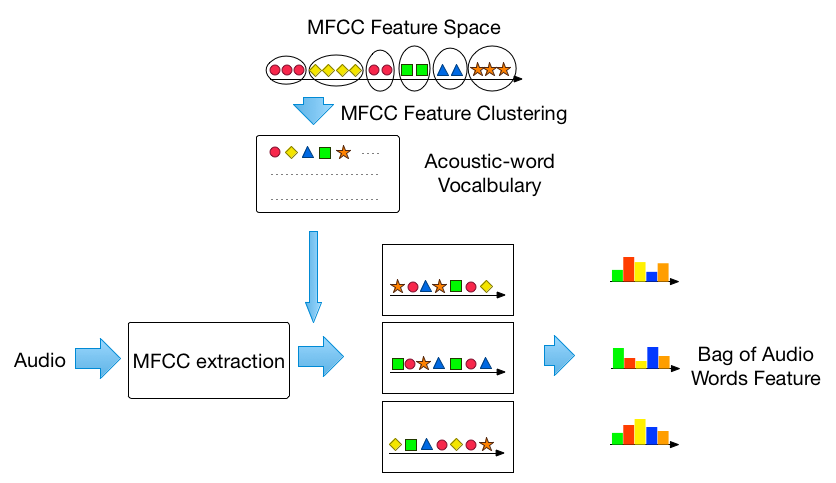 MFCC Feature Space
MFCC Feature Clustering
Acoustic-word
Vocalbulary
Audio
MFCC extraction
Bag of Audio
Words Feature